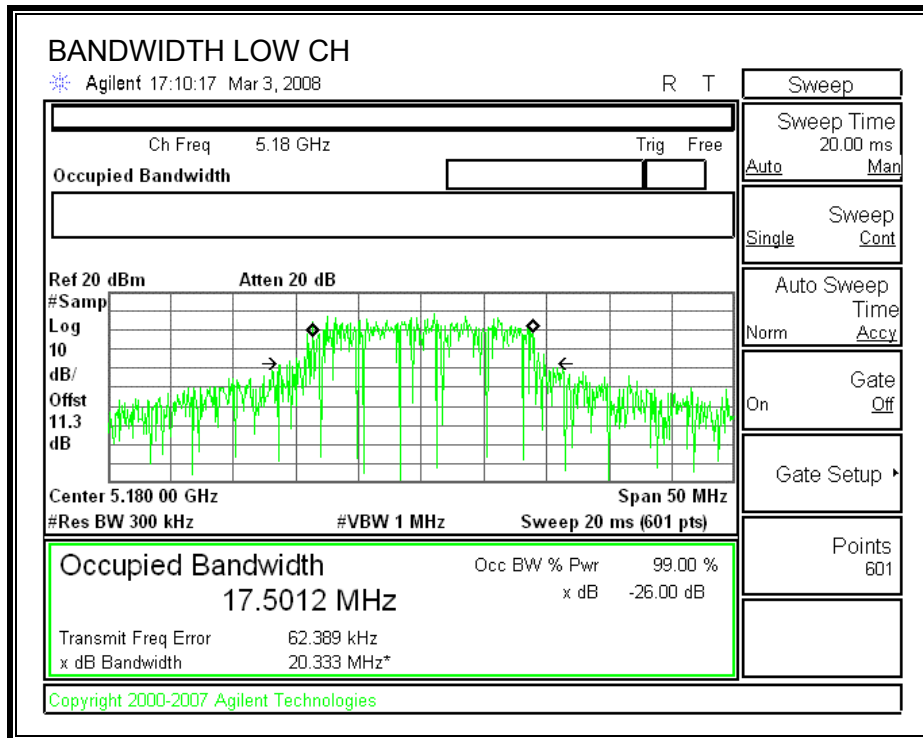 BANDWIDTH LOW CH
Agilent 17:10:17 Mar 3, 2008 R T
Ch Freq 5.18 GHz Trig Free
Occupied Bandwidth
Ref 20 dBm Atten 20 dB
#Samp
Log
10
dB/
Offst
11.3
dB
Center 5.180 00 GHz Span 50 MHz
#Res BW 300 kHz #VBW 1 MHz Sweep 20 ms (601 pts)
Occupied Bandwidth
17.5012 MHz
Occ BW % Pwr 99.00 %
x dB -26.00 dB
Transmit Freq Error 62.389 kHz
x dB Bandwidth 20.333 MHz*
Copyright 2000-2007 Agilent Technologies
Sweep
Sweep Time
20.00 ms
Auto Man
Sweep
Single Cont
Auto Sweep
Time
Norm Accy
Gate
On Off
Gate Setup
Points
601